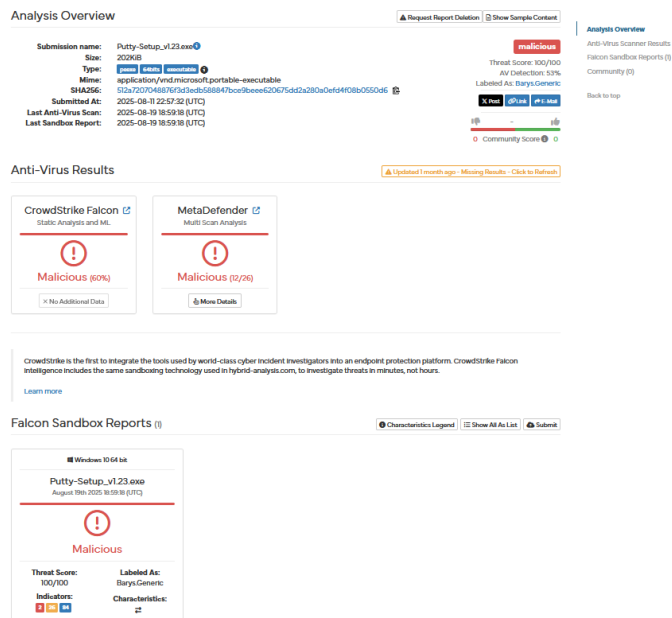 Analysis Overview
Request Report Deletion
Show Sample Content
Submission name: Putty-Setup_v1.23.exe
Size: 202KiB
Type: peexe 64bits executable
Mime: application/vnd.microsoft.portable-executable
SHA256: 512a7207048876f3d3edb588847bce9beee620675dd2a280a0efd4f08b0550d6
Submitted At: 2025-08-11 22:57:32 (UTC)
Last Anti-Virus Scan: 2025-08-19 18:59:18 (UTC)
Last Sandbox Report: 2025-08-19 18:59:18 (UTC)
malicious
Threat Score: 100/100
AV Detection: 53%
Labeled As: Barys.Generic
X Post
Link
E-Mail
-
0 Community Score 0
Analysis Overview
Anti-Virus Scanner Results
Falcon Sandbox Reports (1)
Community (0)
Back to top
Anti-Virus Results
Updated 1 month ago - Missing Results - Click to Refresh
CrowdStrike Falcon
Static Analysis and ML
Malicious (60%)
× No Additional Data
MetaDefender
Multi Scan Analysis
Malicious (12/26)
More Details
CrowdStrike is the first to integrate the tools used by world-class cyber incident investigators into an endpoint protection platform. CrowdStrike Falcon
Intelligence includes the same sandboxing technology used in hybrid-analysis.com, to investigate threats in minutes, not hours.
Learn more
Falcon Sandbox Reports (1)
Characteristics Legend
Show All As List
Submit
Windows 10 64 bit
Putty-Setup_v1.23.exe
August 19th 2025 18:59:18 (UTC)
Malicious
Threat Score: Labeled As:
100/100 Barys.Generic
Indicators: Characteristics: